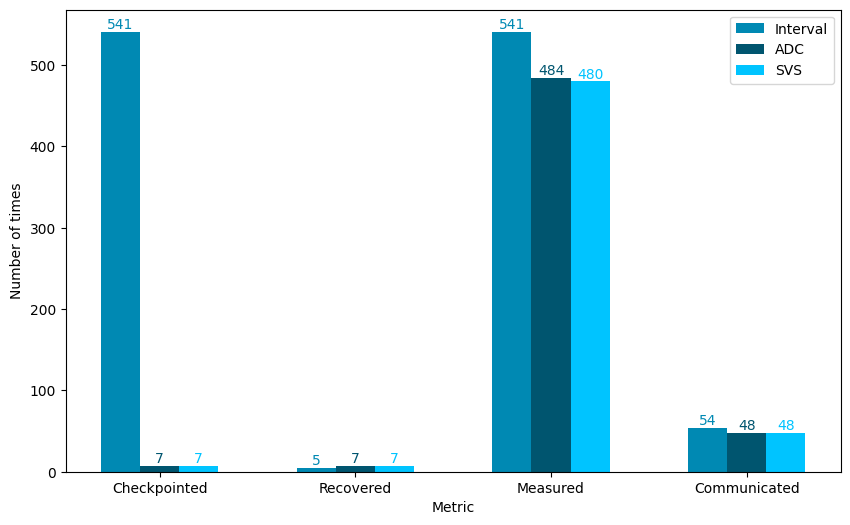 541
541
Interval
ADC
SVS
500
484
480
400
300
200
100
0
Number of times
7
7
5
7
7
54
48
48
Checkpointed
Recovered
Measured
Communicated
Metric